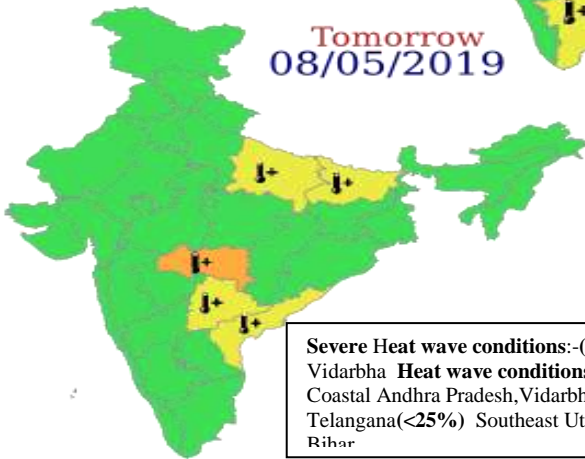 Tomorrow
08/05/2019
Severe Heat wave conditions:-(
Vidarbha Heat wave conditions
Coastal Andhra Pradesh,Vidarbh
Telangana(<25%) Southeast Ut
Bihar